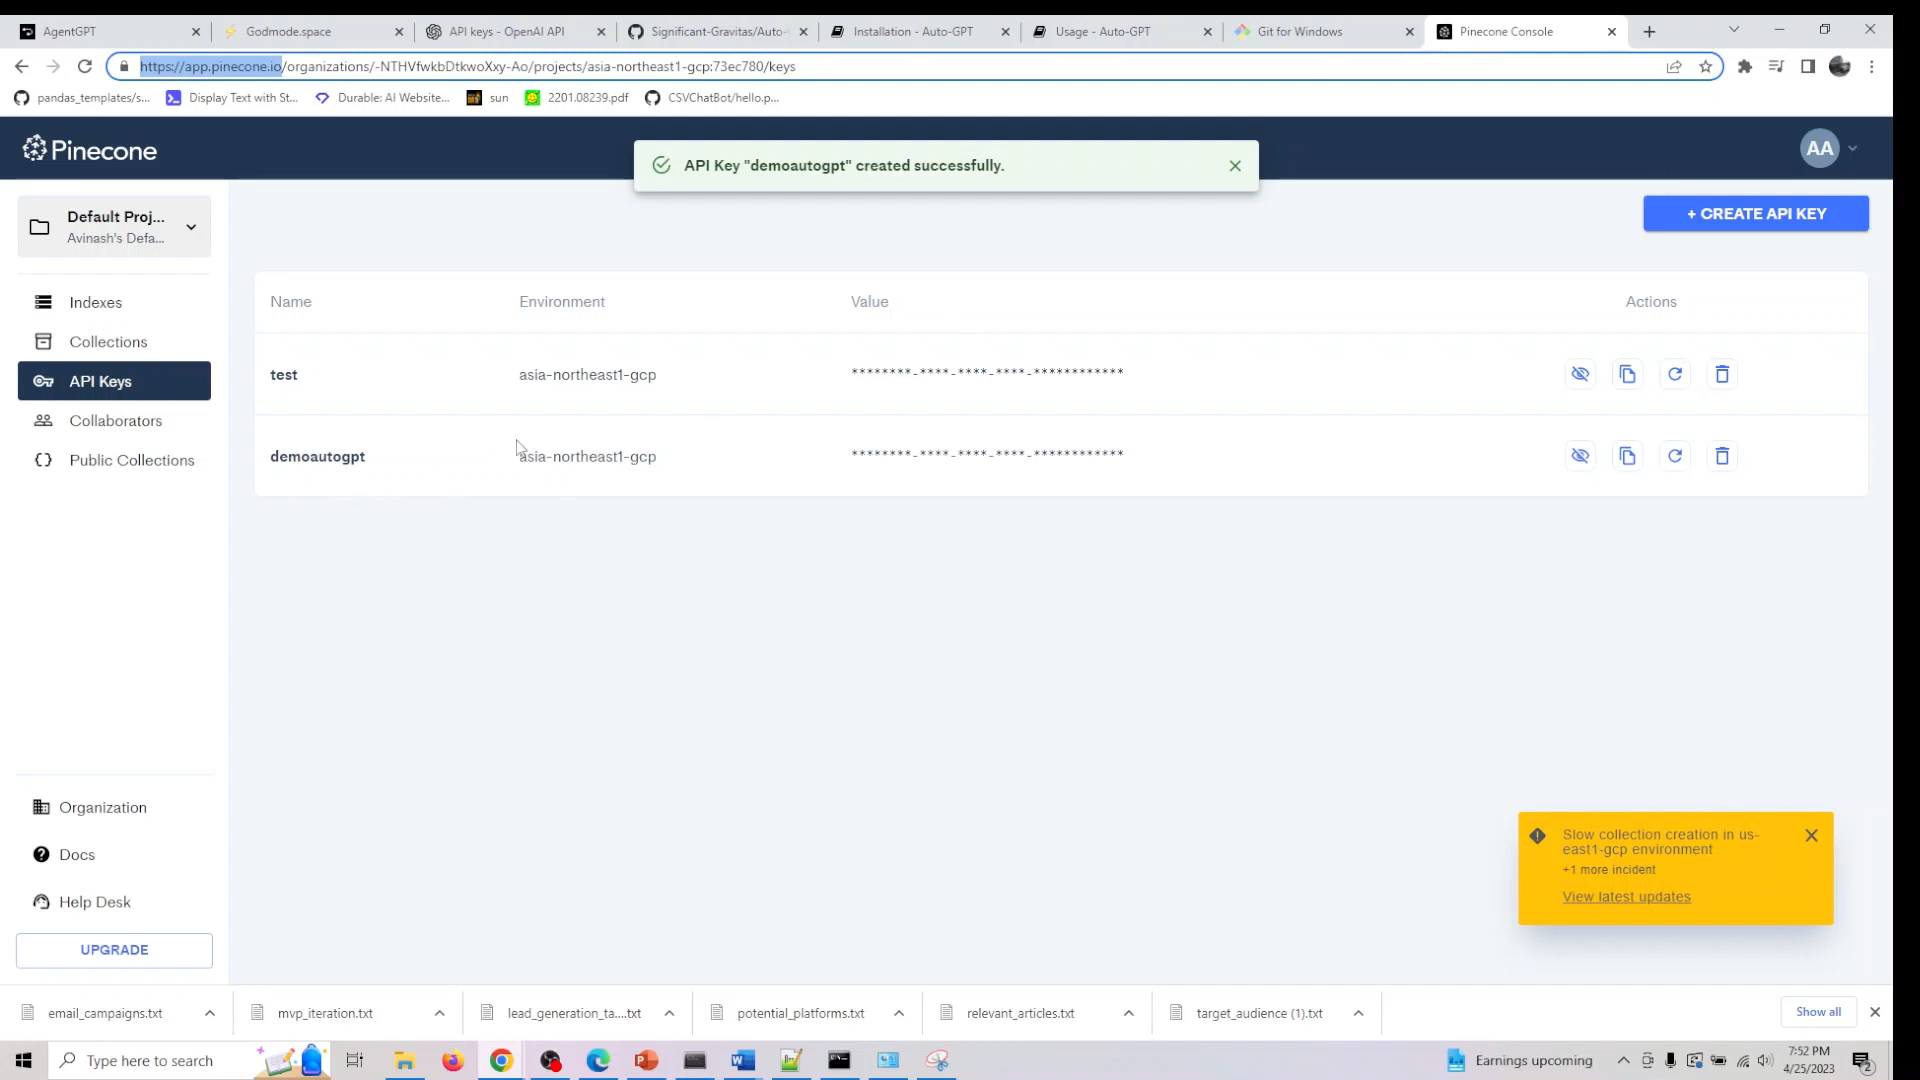 AgentGPT
Godmode.space
API keys - OpenAI API
Significant-Gravitas/Auto-
Installation - Auto-GPT
Usage - Auto-GPT
Git for Windows
Pinecone Console
https://app.pinecone.io/organizations/-NTHVfwkbDtkwoXxy-Ao/projects/asia-northeast1-gcp:73ec780/keys
pandas_templates/s...
Display Text with St...
Durable: AI Website...
sun
2201.08239.pdf
CSVChatBot/hello.p...
Pinecone
API Key "demoautogpt" created successfully.
AA
Default Proj...
Avinash's Defa...
+ CREATE API KEY
Indexes
Collections
API Keys
Collaborators
Public Collections
Name
Environment
Value
Actions
test
asia-northeast1-gcp
********-****-****-****-************
demoautogpt
asia-northeast1-gcp
********-****-****-****-************
Organization
Docs
Help Desk
UPGRADE
Slow collection creation in us-
east1-gcp environment
+1 more incident
View latest updates
email_campaigns.txt
mvp_iteration.txt
lead_generation_ta....txt
potential_platforms.txt
relevant_articles.txt
target_audience (1).txt
Show all
Type here to search
Earnings upcoming
7:52 PM
4/25/2023
2